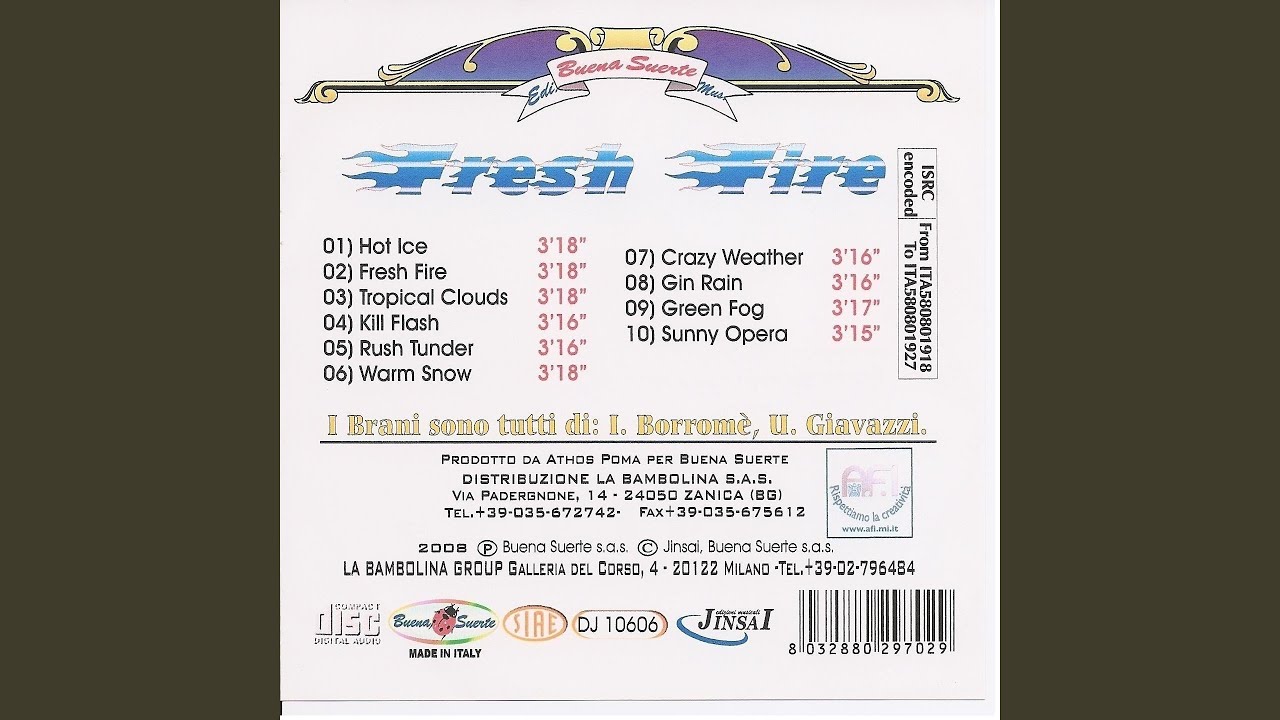 Buena Suerte
Edi
Mus
Fresh Fire
01) Hot Ice 3'18"
02) Fresh Fire 3'18"
03) Tropical Clouds 3'18"
04) Kill Flash 3'16"
05) Rush Tunder 3'16"
06) Warm Snow 3'18"
07) Crazy Weather 3'16"
08) Gin Rain 3'16"
09) Green Fog 3'17"
10) Sunny Opera 3'15"
ISRC
encoded
From ITA580801918
To ITA580801927
I Brani sono tutti di: I. Borromè, U. Giavazzi.
PRODOTTO DA ATHOS POMA PER BUENA SUERTE
DISTRIBUZIONE LA BAMBOLINA S.A.S.
VIA PADERGNONE, 14 - 24050 ZANICA (BG)
TEL.+39-035-672742- FAX+39-035-675612
A.F.I.
Rispettiamo la creatività
www.afi.mi.it
2008 Ⓟ Buena Suerte s.a.s. © Jinsai, Buena Suerte s.a.s.
LA BAMBOLINA GROUP GALLERIA DEL CORSO, 4 - 20122 MILANO -TEL.+39-02-796484
COMPACT
disc
DIGITAL AUDIO
Buena Suerte
MADE IN ITALY
SIAE
DJ 10606
edizioni musicali
JINSAI
8 032880 297029